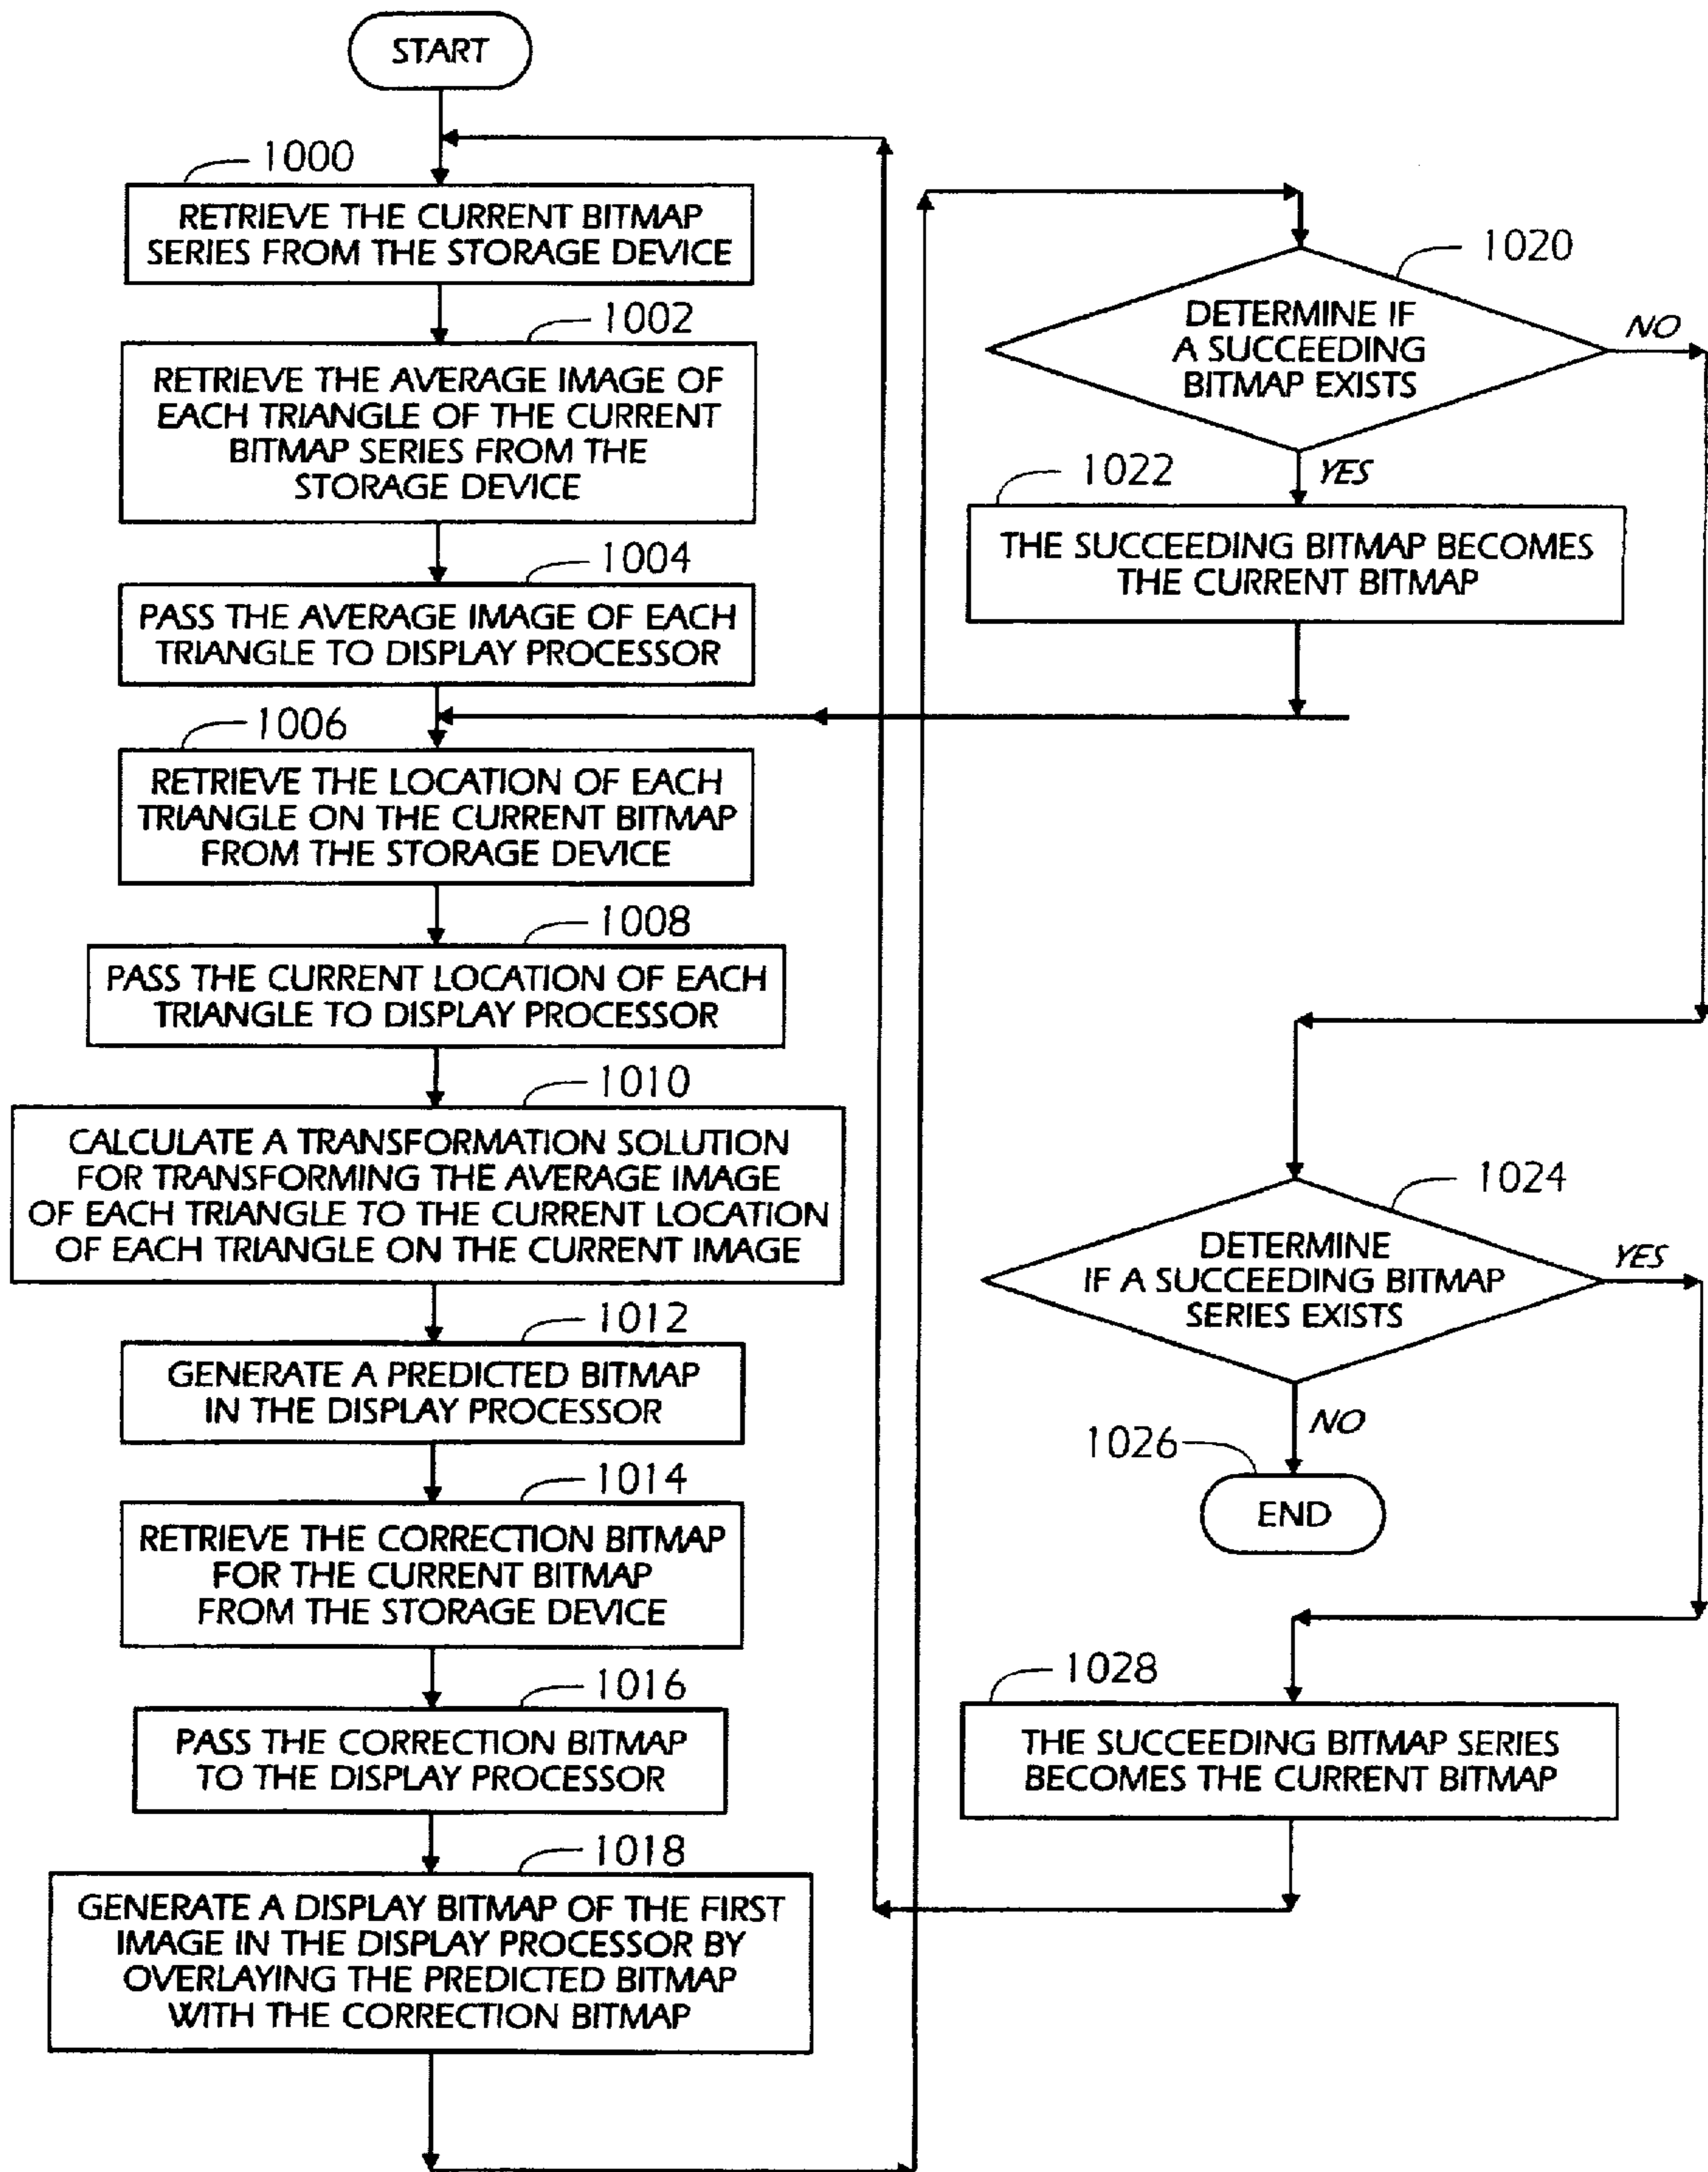 START
1000
RETRIEVE THE CURRENT BITMAP
SERIES FROM THE STORAGE DEVICE
1002
RETRIEVE THE AVERAGE IMAGE OF
EACH TRIANGLE OF THE CURRENT
BITMAP SERIES FROM THE
STORAGE DEVICE
1004
PASS THE AVERAGE IMAGE OF EACH
TRIANGLE TO DISPLAY PROCESSOR
1006
RETRIEVE THE LOCATION OF EACH
TRIANGLE ON THE CURRENT BITMAP
FROM THE STORAGE DEVICE
1008
PASS THE CURRENT LOCATION OF EACH
TRIANGLE TO DISPLAY PROCESSOR
1010
CALCULATE A TRANSFORMATION SOLUTION
FOR TRANSFORMING THE AVERAGE IMAGE
OF EACH TRIANGLE TO THE CURRENT LOCATION
OF EACH TRIANGLE ON THE CURRENT IMAGE
1012
GENERATE A PREDICTED BITMAP
IN THE DISPLAY PROCESSOR
1014
RETRIEVE THE CORRECTION BITMAP
FOR THE CURRENT BITMAP
FROM THE STORAGE DEVICE
1016
PASS THE CORRECTION BITMAP
TO THE DISPLAY PROCESSOR
1018
GENERATE A DISPLAY BITMAP OF THE FIRST
IMAGE IN THE DISPLAY PROCESSOR BY
OVERLAYING THE PREDICTED BITMAP
WITH THE CORRECTION BITMAP
1020
DETERMINE IF
A SUCCEEDING
BITMAP EXISTS
NO
YES
1022
THE SUCCEEDING BITMAP BECOMES
THE CURRENT BITMAP
1024
DETERMINE
IF A SUCCEEDING BITMAP
SERIES EXISTS
YES
NO
1026
END
1028
THE SUCCEEDING BITMAP SERIES
BECOMES THE CURRENT BITMAP